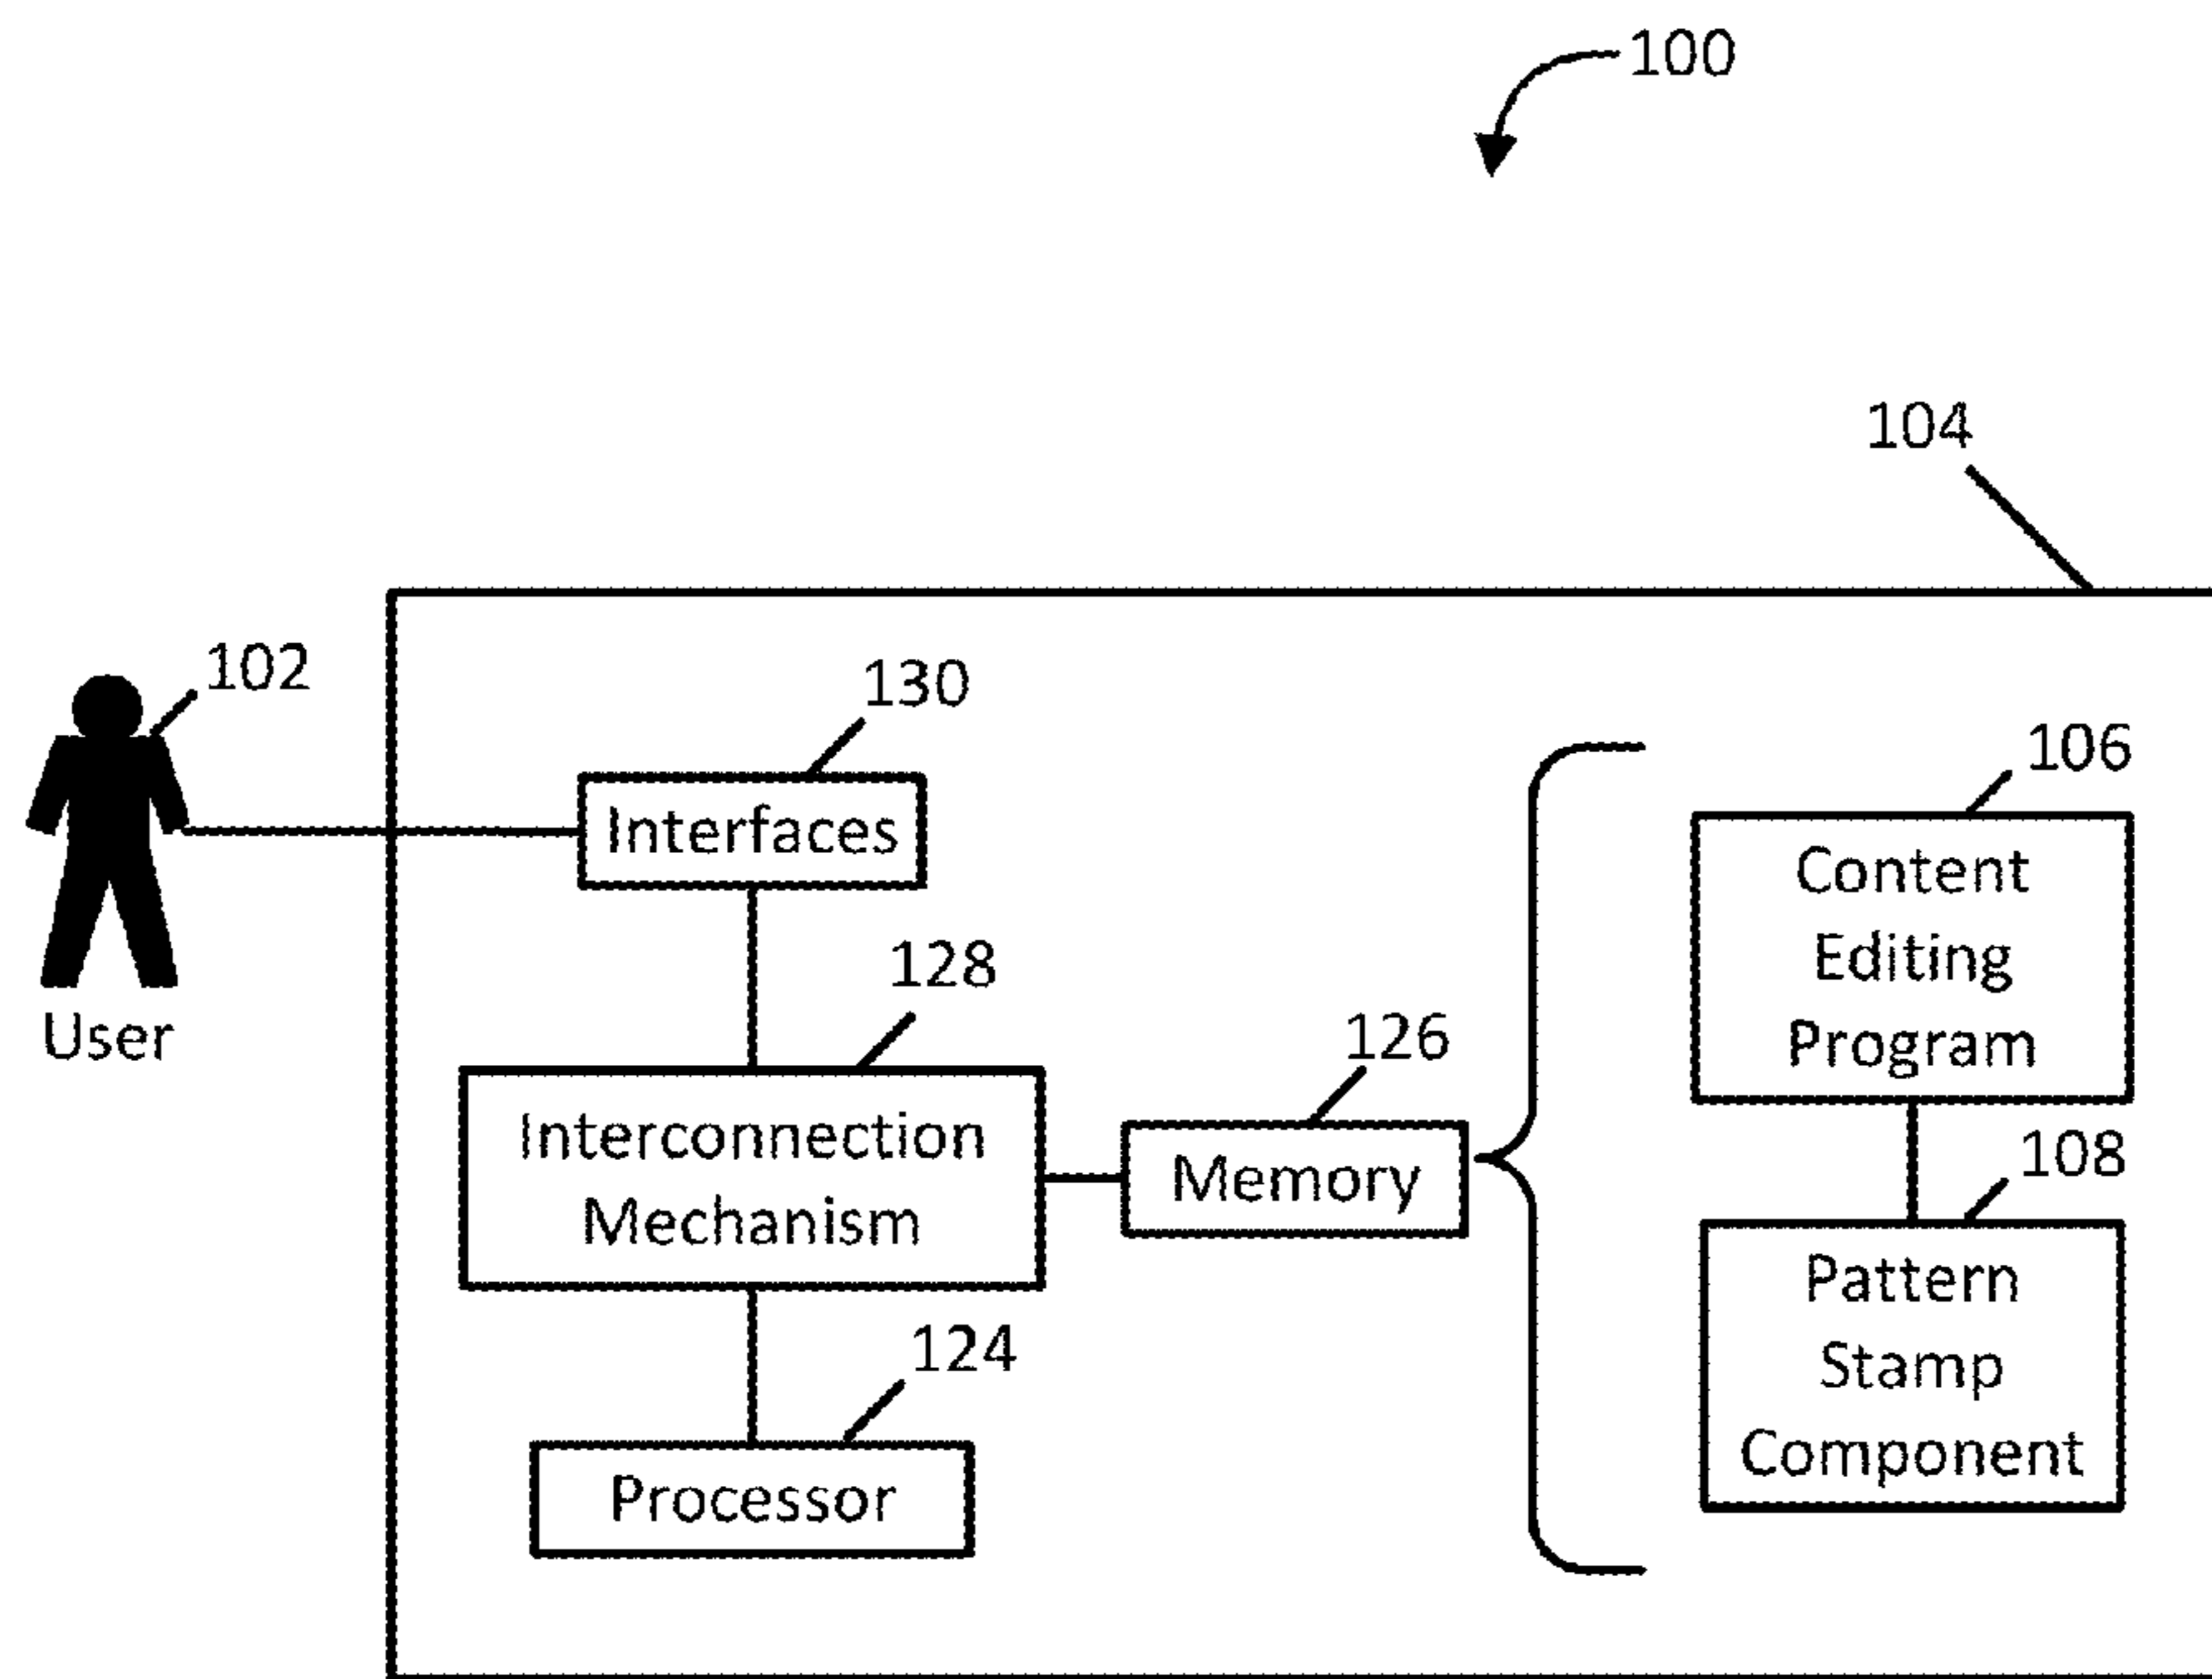 100
104
102
User
130
Interfaces
128
Interconnection
Mechanism
126
Memory
124
Processor
106
Content
Editing
Program
108
Pattern
Stamp
Component